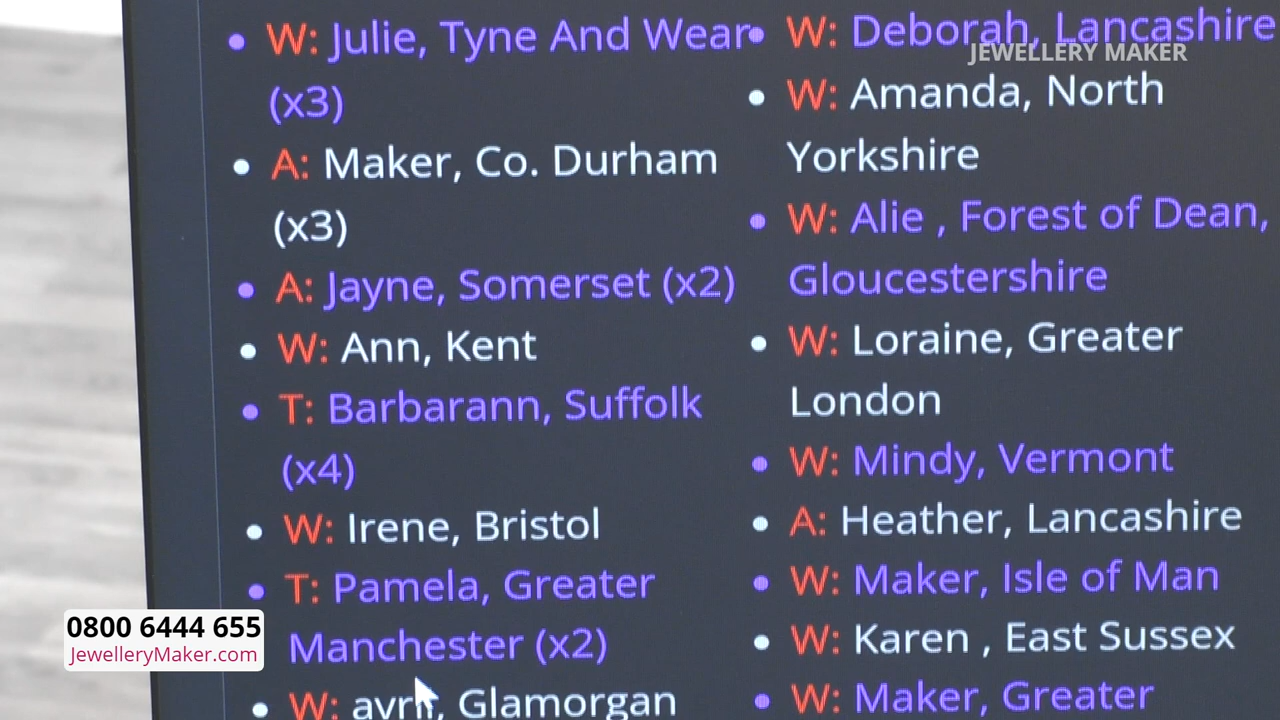 W: Julie, Tyne And Wear
(x3)
A: Maker, Co. Durham
(x3)
A: Jayne, Somerset (x2)
W: Ann, Kent
T: Barbarann, Suffolk
(x4)
W: Irene, Bristol
T: Pamela, Greater
Manchester (x2)
W: Glamorgan
W: Deborah, Lancashire
W: Amanda, North
Yorkshire
W: Alie , Forest of Dean,
Gloucestershire
W: Loraine, Greater
London
W: Mindy, Vermont
A: Heather, Lancashire
W: Maker, Isle of Man
W: Karen , East Sussex
W: Maker, Greater
JEWELLERY MAKER
0800 6444 655
JewelleryMaker.com